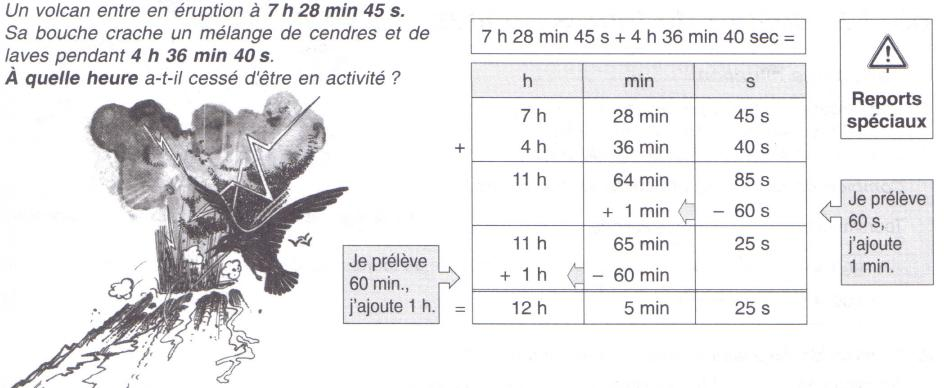 Un volcan entre en éruption à 7 h 28 min 45 s.
Sa bouche crache un mélange de cendres et de
laves pendant 4 h 36 min 40 s.
À quelle heure a-t-il cessé d'être en activité ?
7 h 28 min 45 s + 4 h 36 min 40 sec =
h min s
7 h 28 min 45 s
+ 4 h 36 min 40 s
11 h 64 min 85 s
+ 1 min – 60 s
11 h 65 min 25 s
+ 1 h – 60 min
= 12 h 5 min 25 s
Reports
spéciaux
Je prélève
60 s,
j'ajoute
1 min.
Je prélève
60 min.,
j'ajoute 1 h.